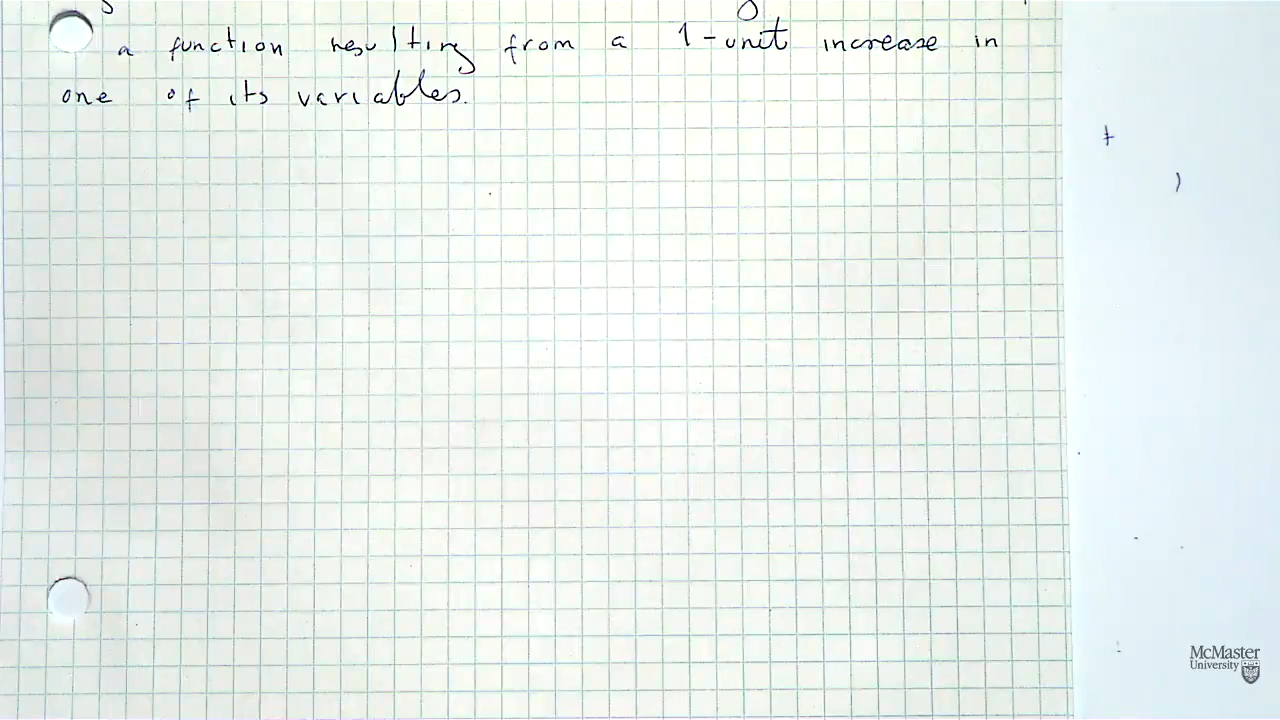 a function resulting from a 1-unit increase in
one of its variables.
McMaster
University